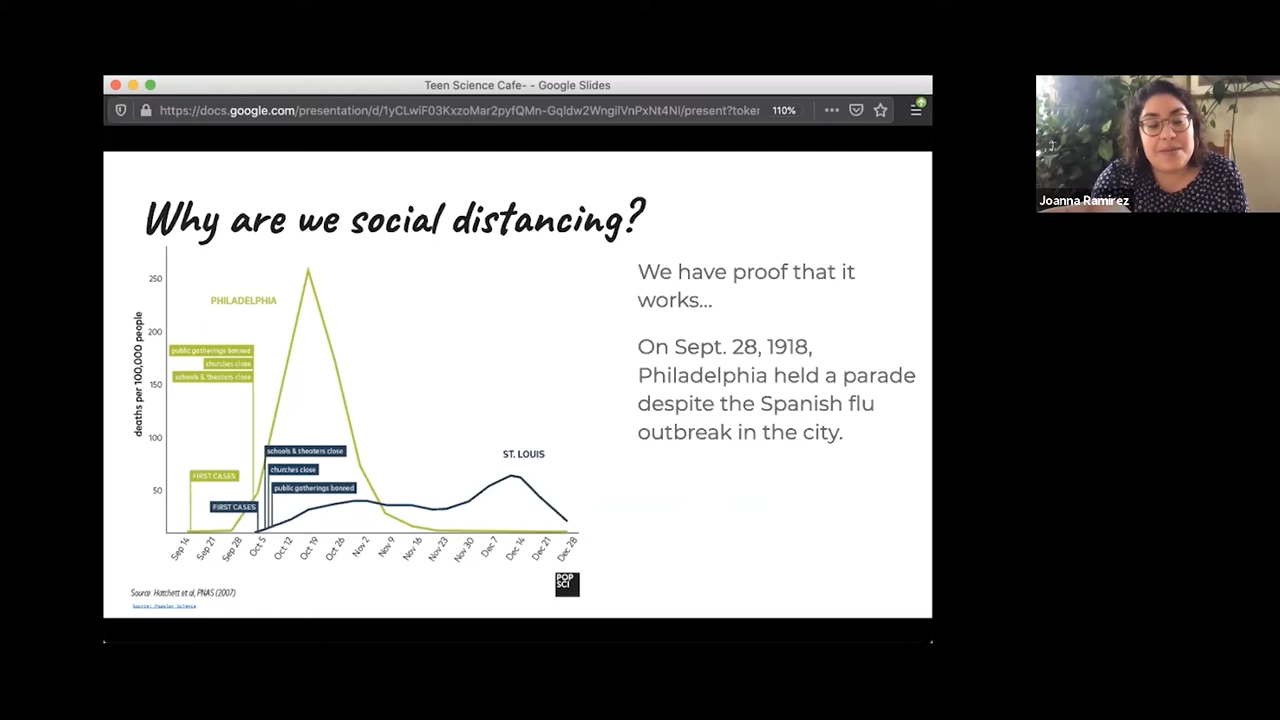 Teen Science Cafe- - Google Slides
https://docs.google.com/presentation/d/1yCLwiF03KxzoMar2pyfQMn-Gqldw2WngilVnPxNt4NI/present?toker
110%
Joanna Ramirez
Why are we social distancing?
We have proof that it
works...
On Sept. 28, 1918,
Philadelphia held a parade
despite the Spanish flu
outbreak in the city.
deaths per 100,000 people
250
200
150
100
50
PHILADELPHIA
public gatherings banned
churches close
schools & theaters close
FIRST CASES
schools & theaters close
churches close
public gatherings banned
FIRST CASES
ST. LOUIS
Sep 14
Sep 21
Sep 28
Oct 5
Oct 12
Oct 19
Oct 26
Nov 2
Nov 9
Nov 16
Nov 23
Nov 30
Dec 7
Dec 14
Dec 21
Dec 28
POP
SCI
Source: Hatchett et al, PNAS (2007)
Source: Popular Science